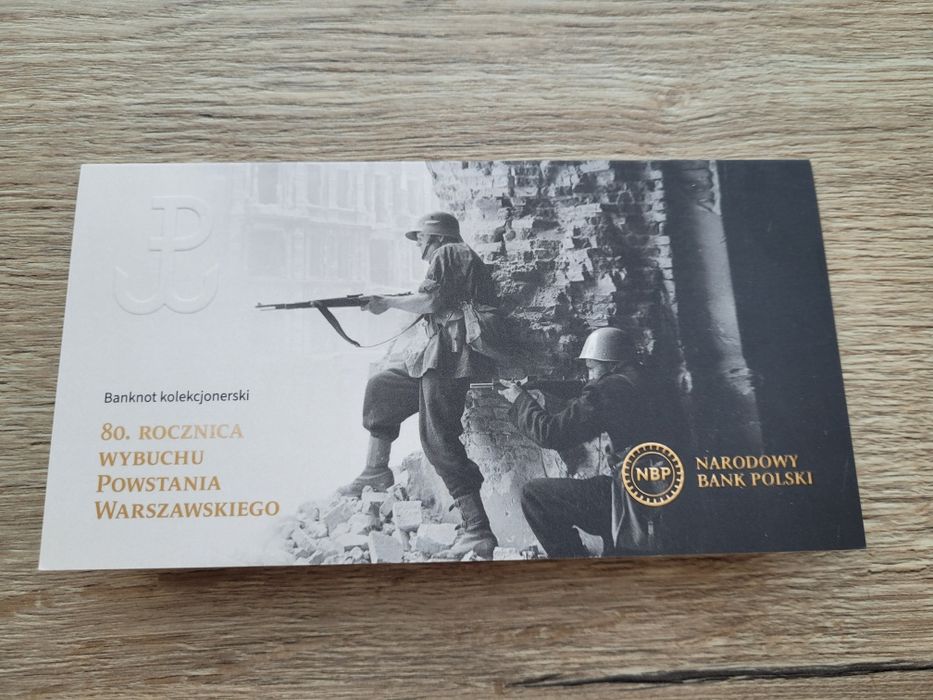 Banknot kolekcjonerski
80. ROCZNICA
WYBUCHU
POWSTANIA
WARSZAWSKIEGO
NBP
NARODOWY
BANK POLSKI